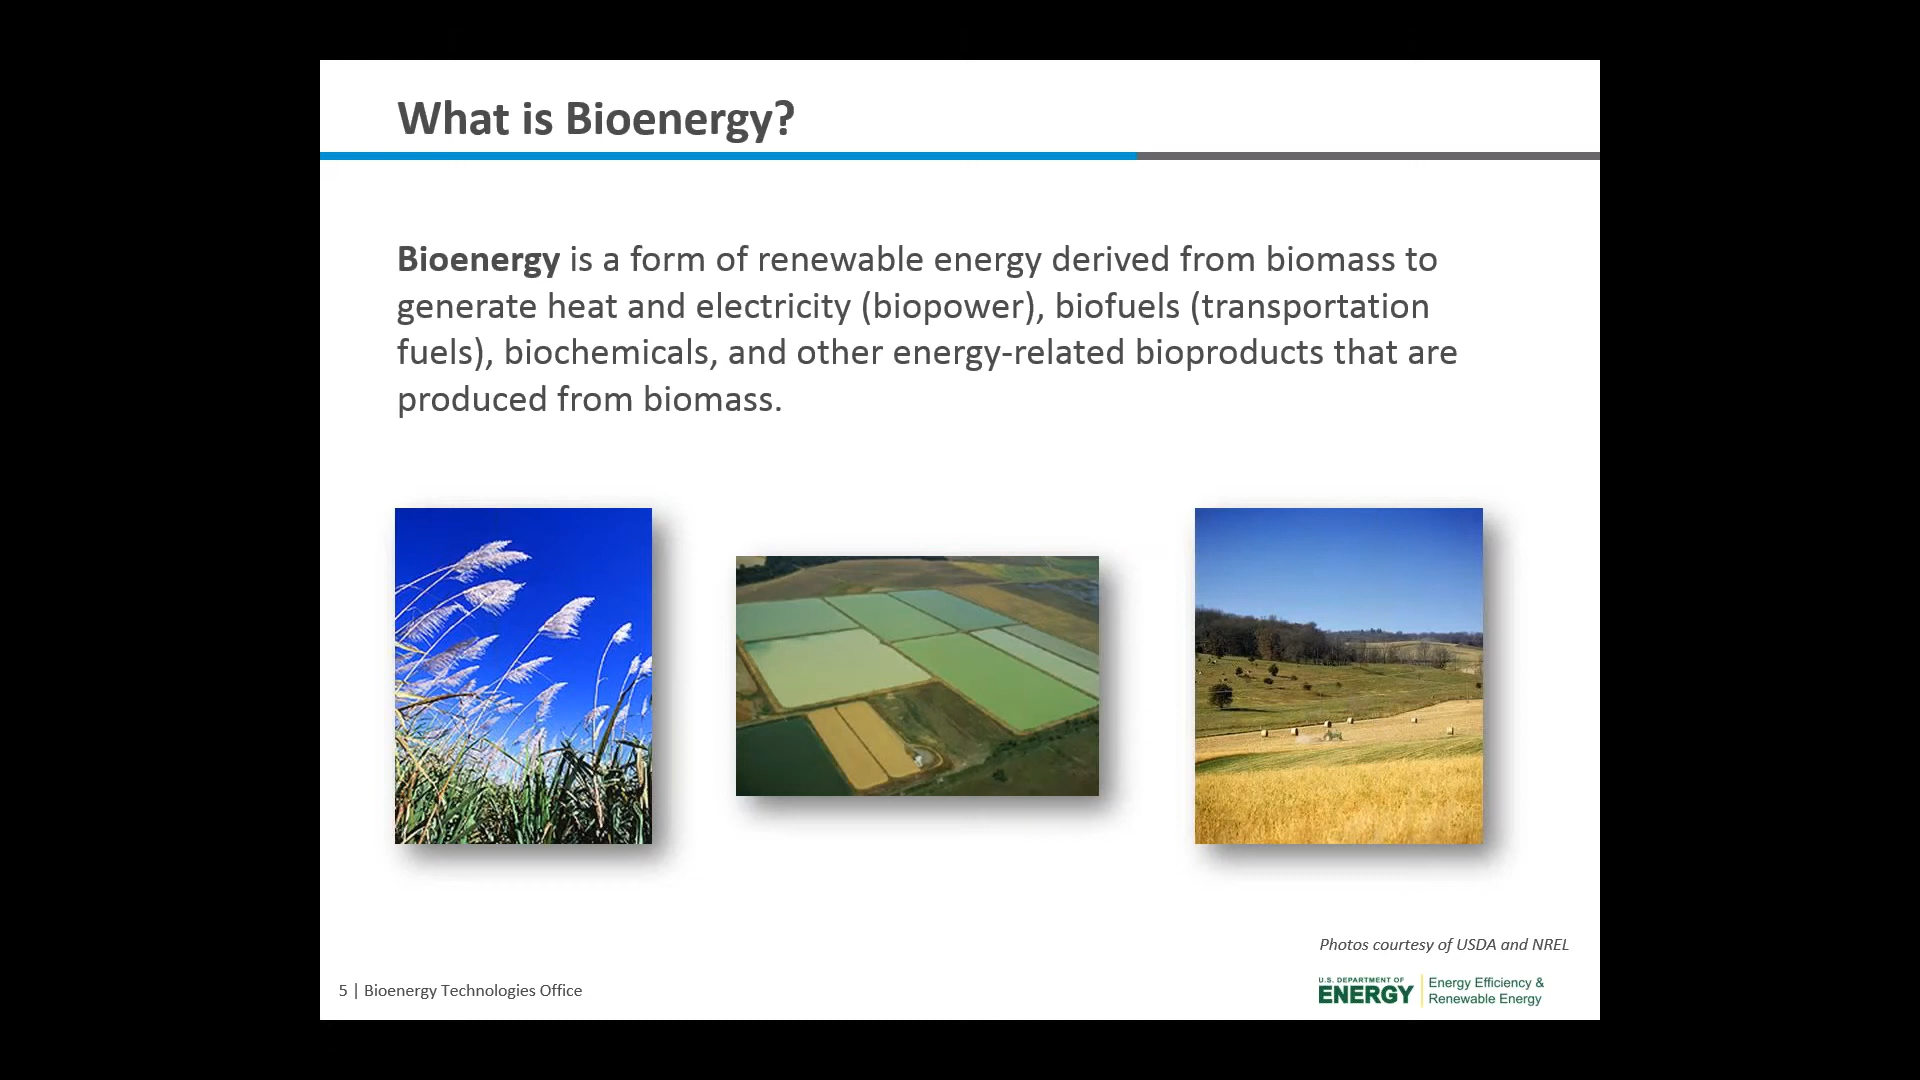 What is Bioenergy?
Bioenergy is a form of renewable energy derived from biomass to
generate heat and electricity (biopower), biofuels (transportation
fuels), biochemicals, and other energy-related bioproducts that are
produced from biomass.
Photos courtesy of USDA and NREL
5 | Bioenergy Technologies Office
U.S. DEPARTMENT OF
ENERGY
Energy Efficiency &
Renewable Energy